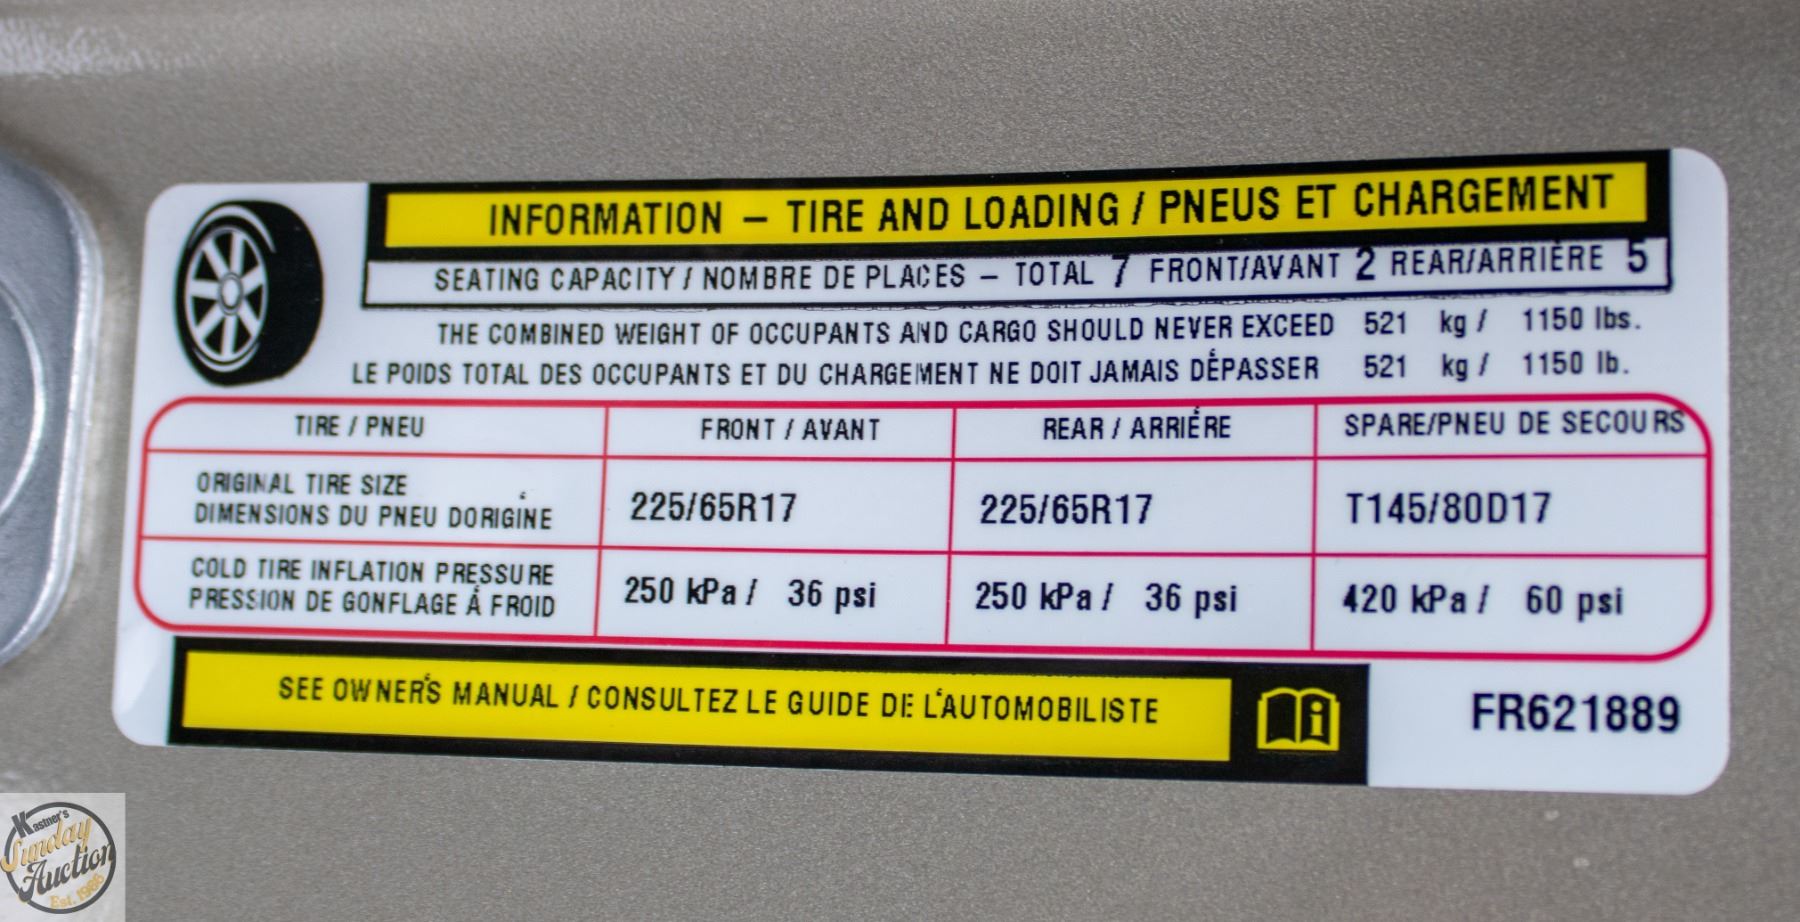 INFORMATION – TIRE AND LOADING / PNEUS ET CHARGEMENT
SEATING CAPACITY / NOMBRE DE PLACES – TOTAL 7 FRONT/AVANT 2 REAR/ARRIÈRE 5
THE COMBINED WEIGHT OF OCCUPANTS AND CARGO SHOULD NEVER EXCEED 521 kg / 1150 lbs.
LE POIDS TOTAL DES OCCUPANTS ET DU CHARGEMENT NE DOIT JAMAIS DÉPASSER 521 kg / 1150 lb.
TIRE / PNEU FRONT / AVANT REAR / ARRIÉRE SPARE/PNEU DE SECOURS
ORIGINAL TIRE SIZE
DIMENSIONS DU PNEU DORIGINE 225/65R17 225/65R17 T145/80D17
COLD TIRE INFLATION PRESSURE
PRESSION DE GONFLAGE À FROID 250 kPa / 36 psi 250 kPa / 36 psi 420 kPa / 60 psi
SEE OWNER'S MANUAL / CONSULTEZ LE GUIDE DE L'AUTOMOBILISTE
FR621889
Kastner's
Sunday
Auction
Est. 1986